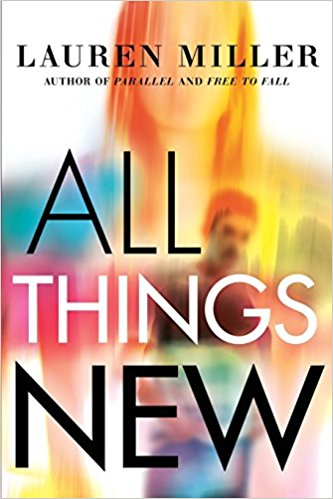 LAUREN MILLER
AUTHOR OF PARALLEL AND FREE TO FALL
ALL
THINGS
NEW